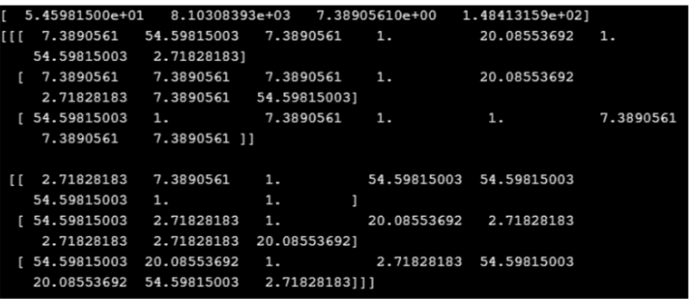 [  5.45981500e+01   8.10308393e+03   7.38905610e+00   1.48413159e+02]
[[[  7.3890561   54.59815003   7.3890561    1.          20.08553692   1.
    54.59815003   2.71828183]
  [  7.3890561    7.3890561    7.3890561    1.          20.08553692
     2.71828183   7.3890561   54.59815003]
  [ 54.59815003   1.           7.3890561    1.           1.           7.3890561
     7.3890561    7.3890561 ]]
 [[  2.71828183   7.3890561    1.          54.59815003  54.59815003
    54.59815003   1.           1.        ]
  [ 54.59815003   2.71828183   1.          20.08553692   2.71828183
     2.71828183   2.71828183  20.08553692]
  [ 54.59815003  20.08553692   1.           2.71828183  54.59815003
    20.08553692  54.59815003   2.71828183]]]